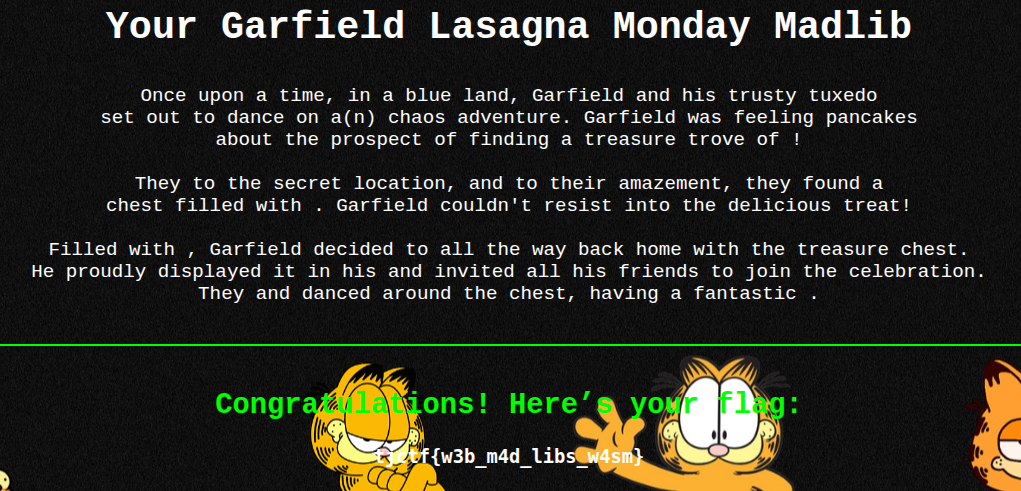 Your Garfield Lasagna Monday Madlib
Once upon a time, in a blue land, Garfield and his trusty tuxedo
set out to dance on a(n) chaos adventure. Garfield was feeling pancakes
about the prospect of finding a treasure trove of !
They to the secret location, and to their amazement, they found a
chest filled with . Garfield couldn't resist into the delicious treat!
Filled with , Garfield decided to all the way back home with the treasure chest.
He proudly displayed it in his and invited all his friends to join the celebration.
They and danced around the chest, having a fantastic .
Congratulations! Here’s your flag:
tjctf{w3b_m4d_libs_w4sm}